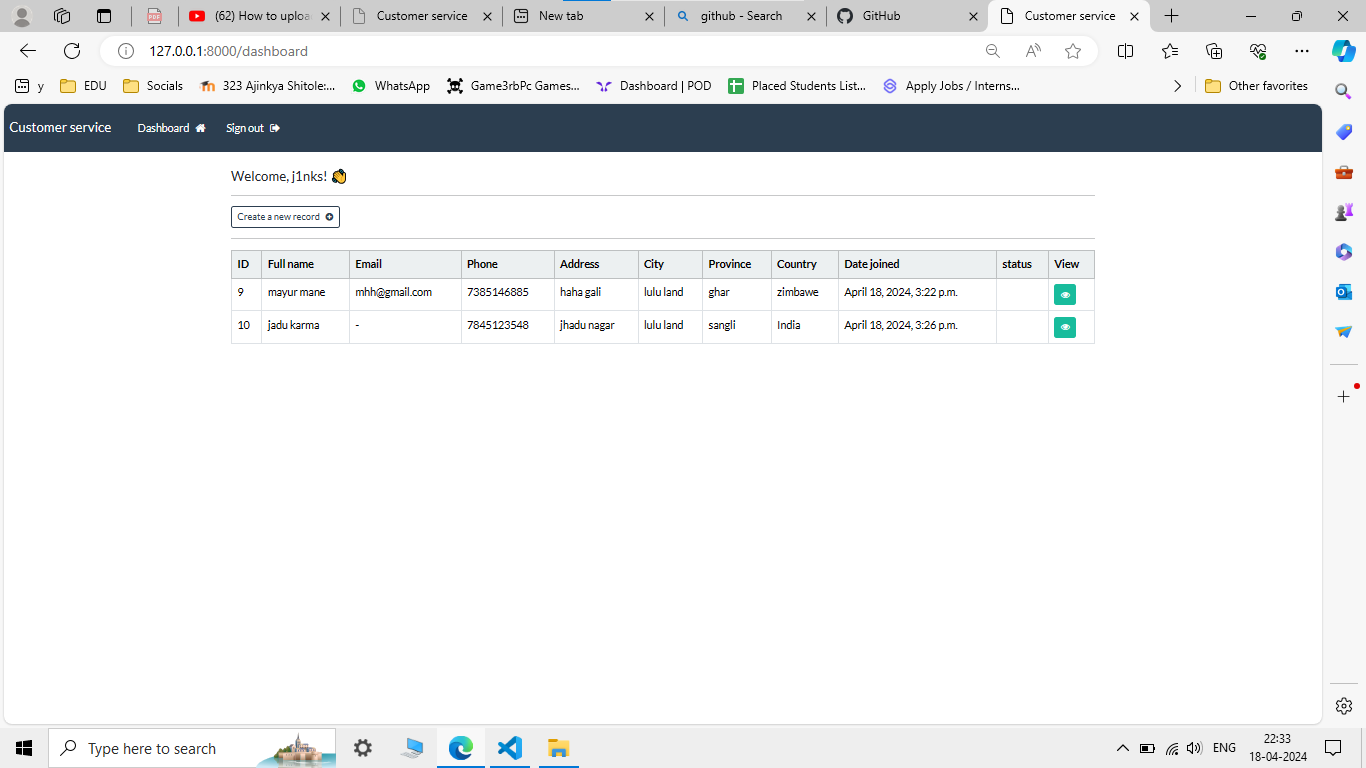 (62) How to uploa
Customer service
New tab
github - Search
GitHub
Customer service
127.0.0.1:8000/dashboard
y
EDU
Socials
323 Ajinkya Shitole:...
WhatsApp
Game3rbPc Games...
Dashboard | POD
Placed Students List...
Apply Jobs / Interns...
Other favorites
Customer service
Dashboard
Sign out
Welcome, j1nks!
Create a new record
ID Full name Email Phone Address City Province Country Date joined status View
9 mayur mane mhh@gmail.com 7385146885 haha gali lulu land ghar zimbawe April 18, 2024, 3:22 p.m.
10 jadu karma - 7845123548 jhadu nagar lulu land sangli India April 18, 2024, 3:26 p.m.
Type here to search
ENG
22:33
18-04-2024